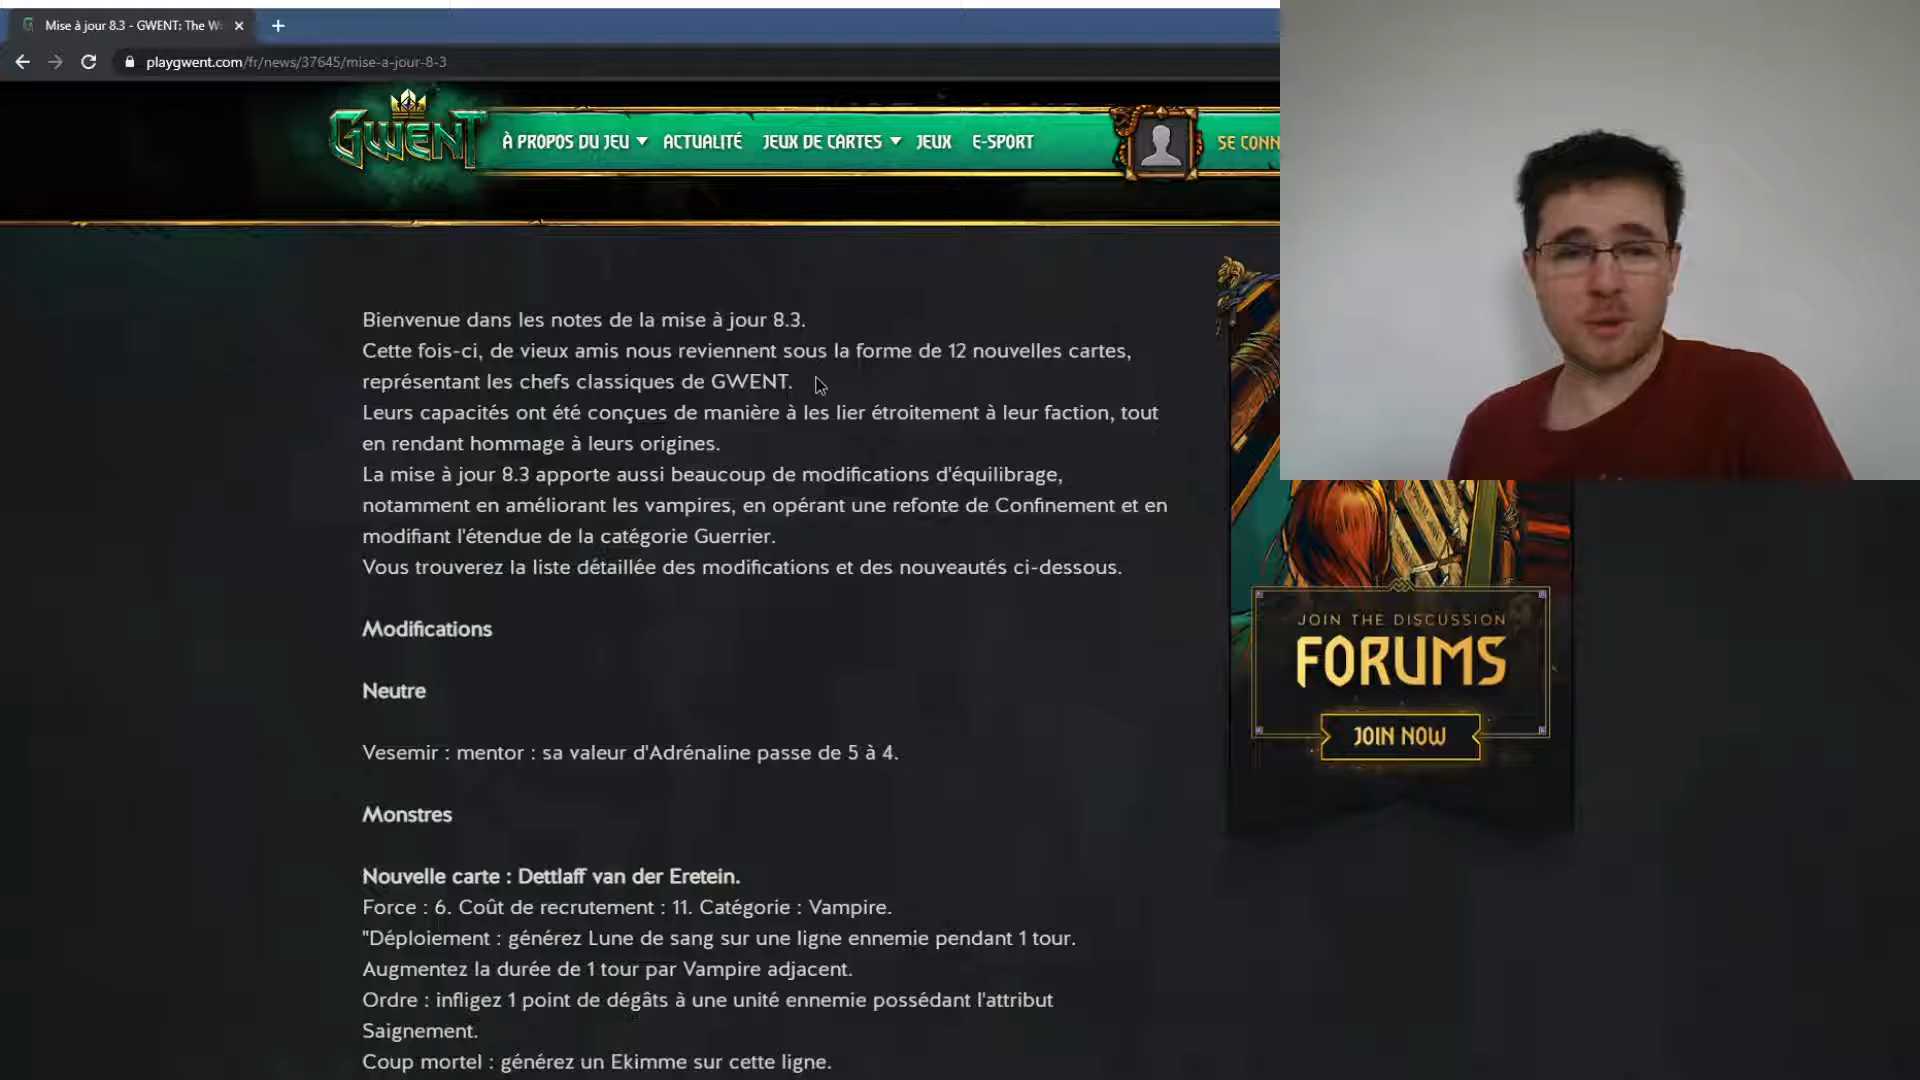 Mise à jour 8.3 - GWENT: The Wi
playgwent.com/fr/news/37645/mise-a-jour-8-3
GWENT
À PROPOS DU JEU
ACTUALITÉ
JEUX DE CARTES
JEUX
E-SPORT
SE CONN
Bienvenue dans les notes de la mise à jour 8.3.
Cette fois-ci, de vieux amis nous reviennent sous la forme de 12 nouvelles cartes,
représentant les chefs classiques de GWENT.
Leurs capacités ont été conçues de manière à les lier étroitement à leur faction, tout
en rendant hommage à leurs origines.
La mise à jour 8.3 apporte aussi beaucoup de modifications d'équilibrage,
notamment en améliorant les vampires, en opérant une refonte de Confinement et en
modifiant l'étendue de la catégorie Guerrier.
Vous trouverez la liste détaillée des modifications et des nouveautés ci-dessous.
Modifications
Neutre
Vesemir : mentor : sa valeur d'Adrénaline passe de 5 à 4.
Monstres
Nouvelle carte : Dettlaff van der Eretein.
Force : 6. Coût de recrutement : 11. Catégorie : Vampire.
"Déploiement : générez Lune de sang sur une ligne ennemie pendant 1 tour.
Augmentez la durée de 1 tour par Vampire adjacent.
Ordre : infligez 1 point de dégâts à une unité ennemie possédant l'attribut
Saignement.
Coup mortel : générez un Ekimme sur cette ligne.
JOIN THE DISCUSSION
FORUMS
JOIN NOW